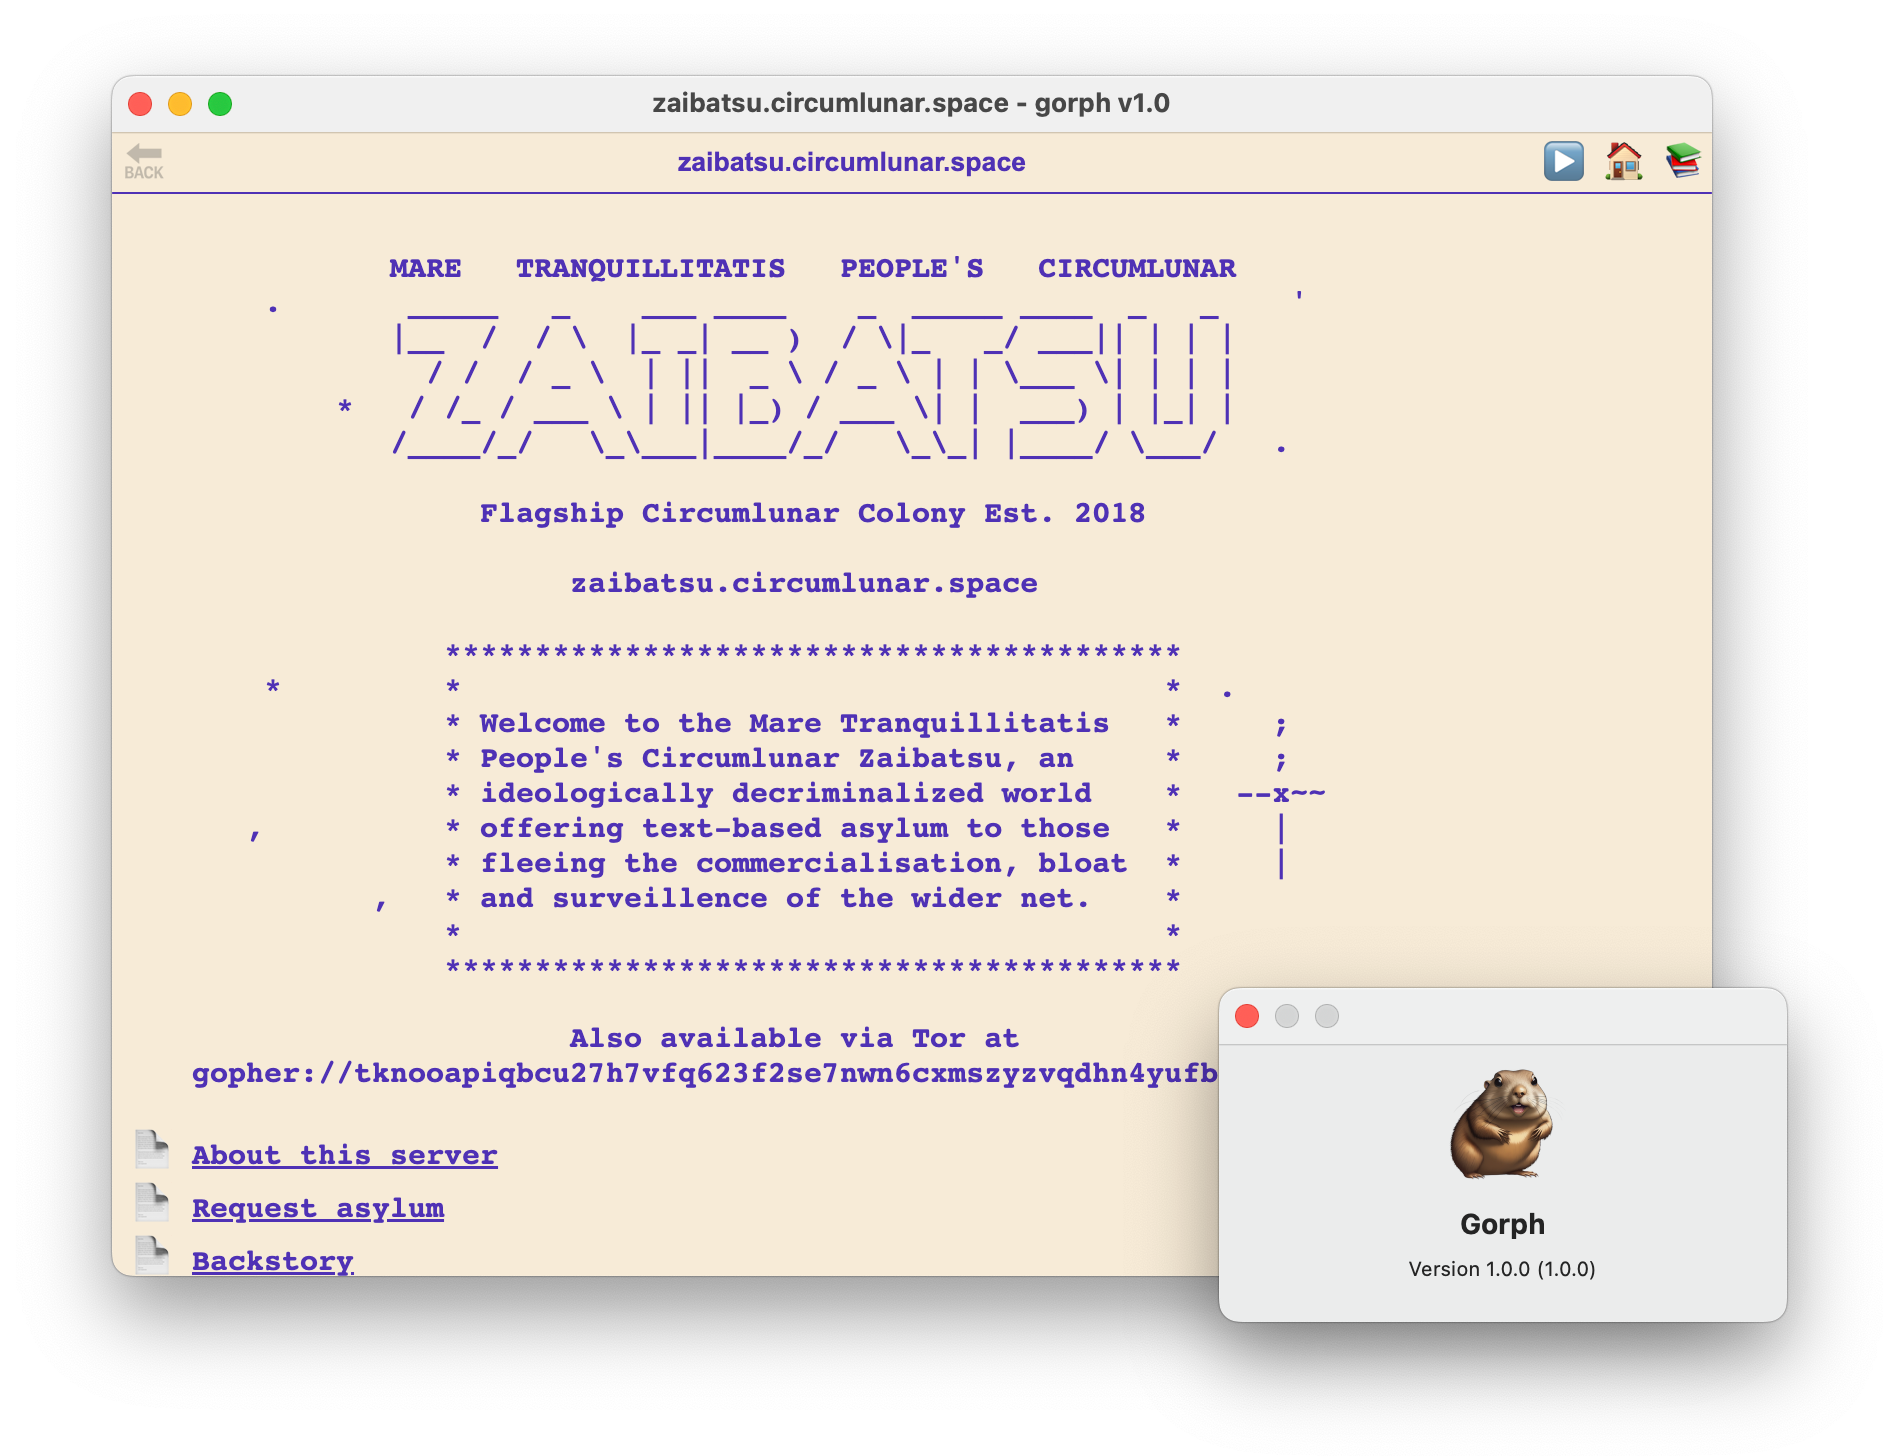 zaibatsu.circumlunar.space - gorph v1.0
BACK
zaibatsu.circumlunar.space
MARE TRANQUILLITATIS PEOPLE'S CIRCUMLUNAR
ZAIBATSU
Flagship Circumlunar Colony Est. 2018
zaibatsu.circumlunar.space
*****************************************
* *
* Welcome to the Mare Tranquillitatis *
* People's Circumlunar Zaibatsu, an *
* ideologically decriminalized world *
* offering text-based asylum to those *
* fleeing the commercialisation, bloat *
* and surveillence of the wider net. *
* *
*****************************************
Also available via Tor at
gopher://tknooapiqbcu27h7vfq623f2se7nwn6cxmszyzvqdhn4yufb
About this server
Request asylum
Backstory
Gorph
Version 1.0.0 (1.0.0)